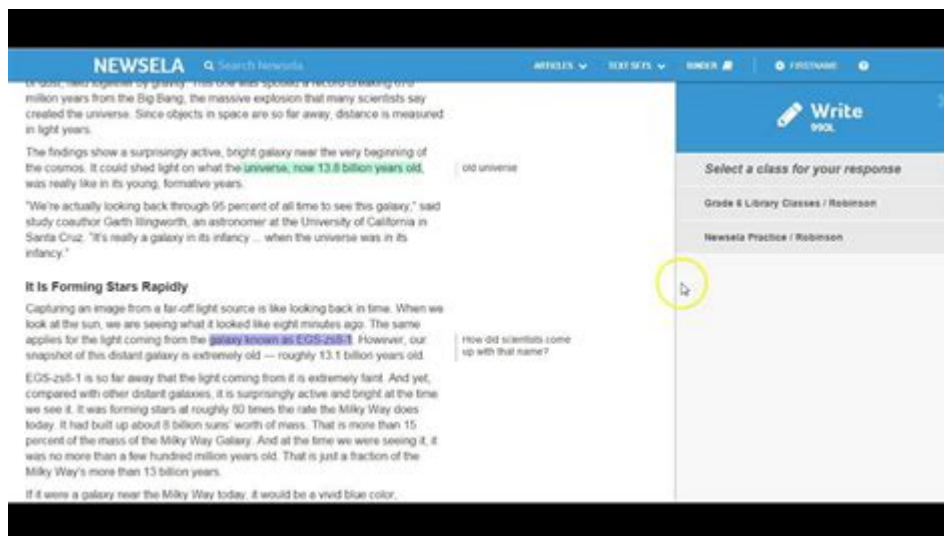 NEWSELA Search Newsela ARTICLES TEXT SETS BINDER FIRSTNAME
of dust, held together by gravity. This one was spotted a record-breaking 670
million years from the Big Bang, the massive explosion that many scientists say
created the universe. Since objects in space are so far away, distance is measured
in light years.
The findings show a surprisingly active, bright galaxy near the very beginning of
the cosmos. It could shed light on what the universe, now 13.8 billion years old,
was really like in its young, formative years.
"We're actually looking back through 95 percent of all time to see this galaxy," said
study coauthor Garth Illingworth, an astronomer at the University of California in
Santa Cruz. "It's really a galaxy in its infancy ... when the universe was in its
infancy."
It Is Forming Stars Rapidly
Capturing an image from a far-off light source is like looking back in time. When we
look at the sun, we are seeing what it looked like eight minutes ago. The same
applies for the light coming from the galaxy known as EGS-zs8-1. However, our
snapshot of this distant galaxy is extremely old — roughly 13.1 billion years old.
EGS-zs8-1 is so far away that the light coming from it is extremely faint. And yet,
compared with other distant galaxies, it is surprisingly active and bright at the time
we see it. It was forming stars at roughly 80 times the rate the Milky Way does
today. It had built up about 8 billion suns' worth of mass. That is more than 15
percent of the mass of the Milky Way Galaxy. And at the time we were seeing it, it
was no more than a few hundred million years old. That is just a fraction of the
Milky Way's more than 13 billion years.
If it were a galaxy near the Milky Way today, it would be a vivid blue color,
old universe
How did scientists come
up with that name?
Write
990L
Select a class for your response
Grade 6 Library Classes / Robinson
Newsela Practice / Robinson